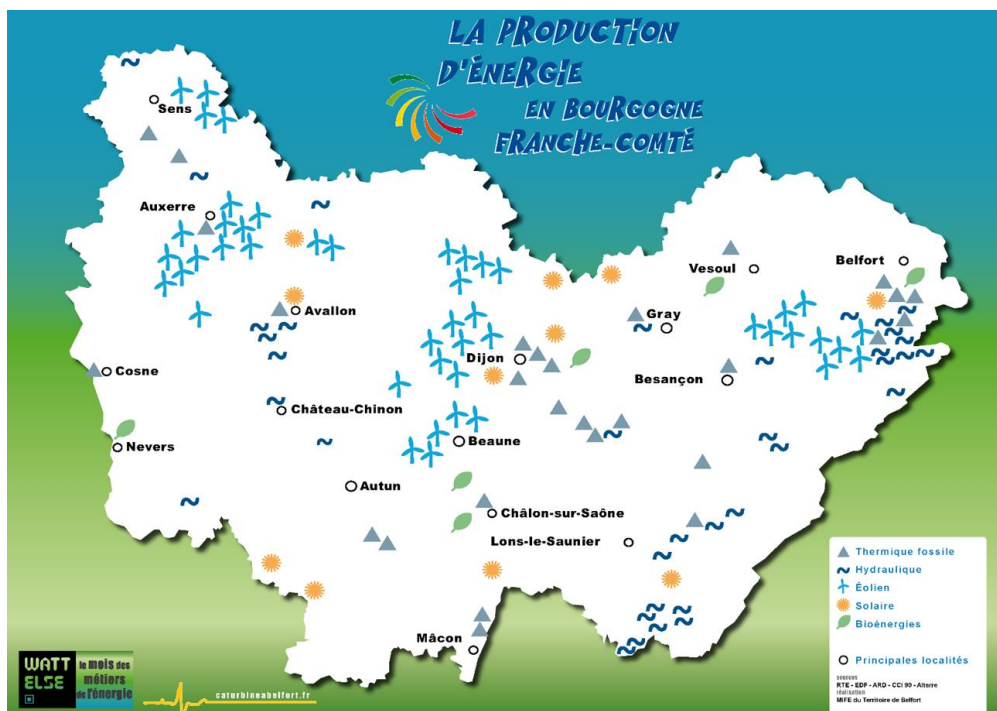 LA PRODUCTION
D'ÉNERGIE
EN BOURGOGNE
FRANCHE-COMTÉ
Sens
Auxerre
Vesoul
Belfort
Avallon
Gray
Dijon
Cosne
Besançon
Château-Chinon
Nevers
Beaune
Autun
Châlon-sur-Saône
Lons-le-Saunier
Mâcon
Thermique fossile
Hydraulique
Éolien
Solaire
Bioénergies
Principales localités
sources
RTE - EDF - ARD - CCI 90 - Alterre
réalisation
MIFE du Territoire de Belfort
WATT
ELSE
le mois des
métiers
de l'énergie
caturbineabelfort.fr